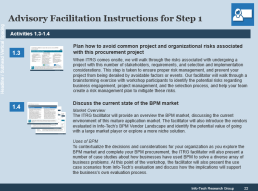 Advisory Facilitation Instructions for Step 1
Activities 1.3-1.4
1.3
Plan how to avoid common project and organizational risks associated
with this procurement project
When ITRG comes onsite, we will walk through the risks associated with undergoing a
project with this number of stakeholders, requirements, and selection and implementation
considerations. This step is taken to ensure proper risk management, and prevent your
project from being derailed by avoidable factors or events. Our facilitator will walk through a
brainstorming exercise with workshop participants to identify the potential risks regarding
business engagement, project management, and the selection process, and help your team
create a risk management plan to mitigate these risks.
1.4
Discuss the current state of the BPM market
Market Overview
The ITRG facilitator will provide an overview the BPM market, discussing the current
environment of this mature application market. The facilitator will also introduce the vendors
evaluated in Info-Tech's BPM Vendor Landscape and identify the potential value of going
with a large market player or explore a more niche solution.
Uses of BPM
To contextualize the decisions and considerations for your organization as you explore the
BPM market and complete your BPM procurement, the ITRG facilitator will also present a
number of case studies about how businesses have used BPM to solve a diverse array of
business problems. At this point of the workshop, the facilitator will also present the use
case scenarios from Info-Tech's evaluation and discuss how the implications will support
the business's own evaluation process.
Info-Tech Research Group